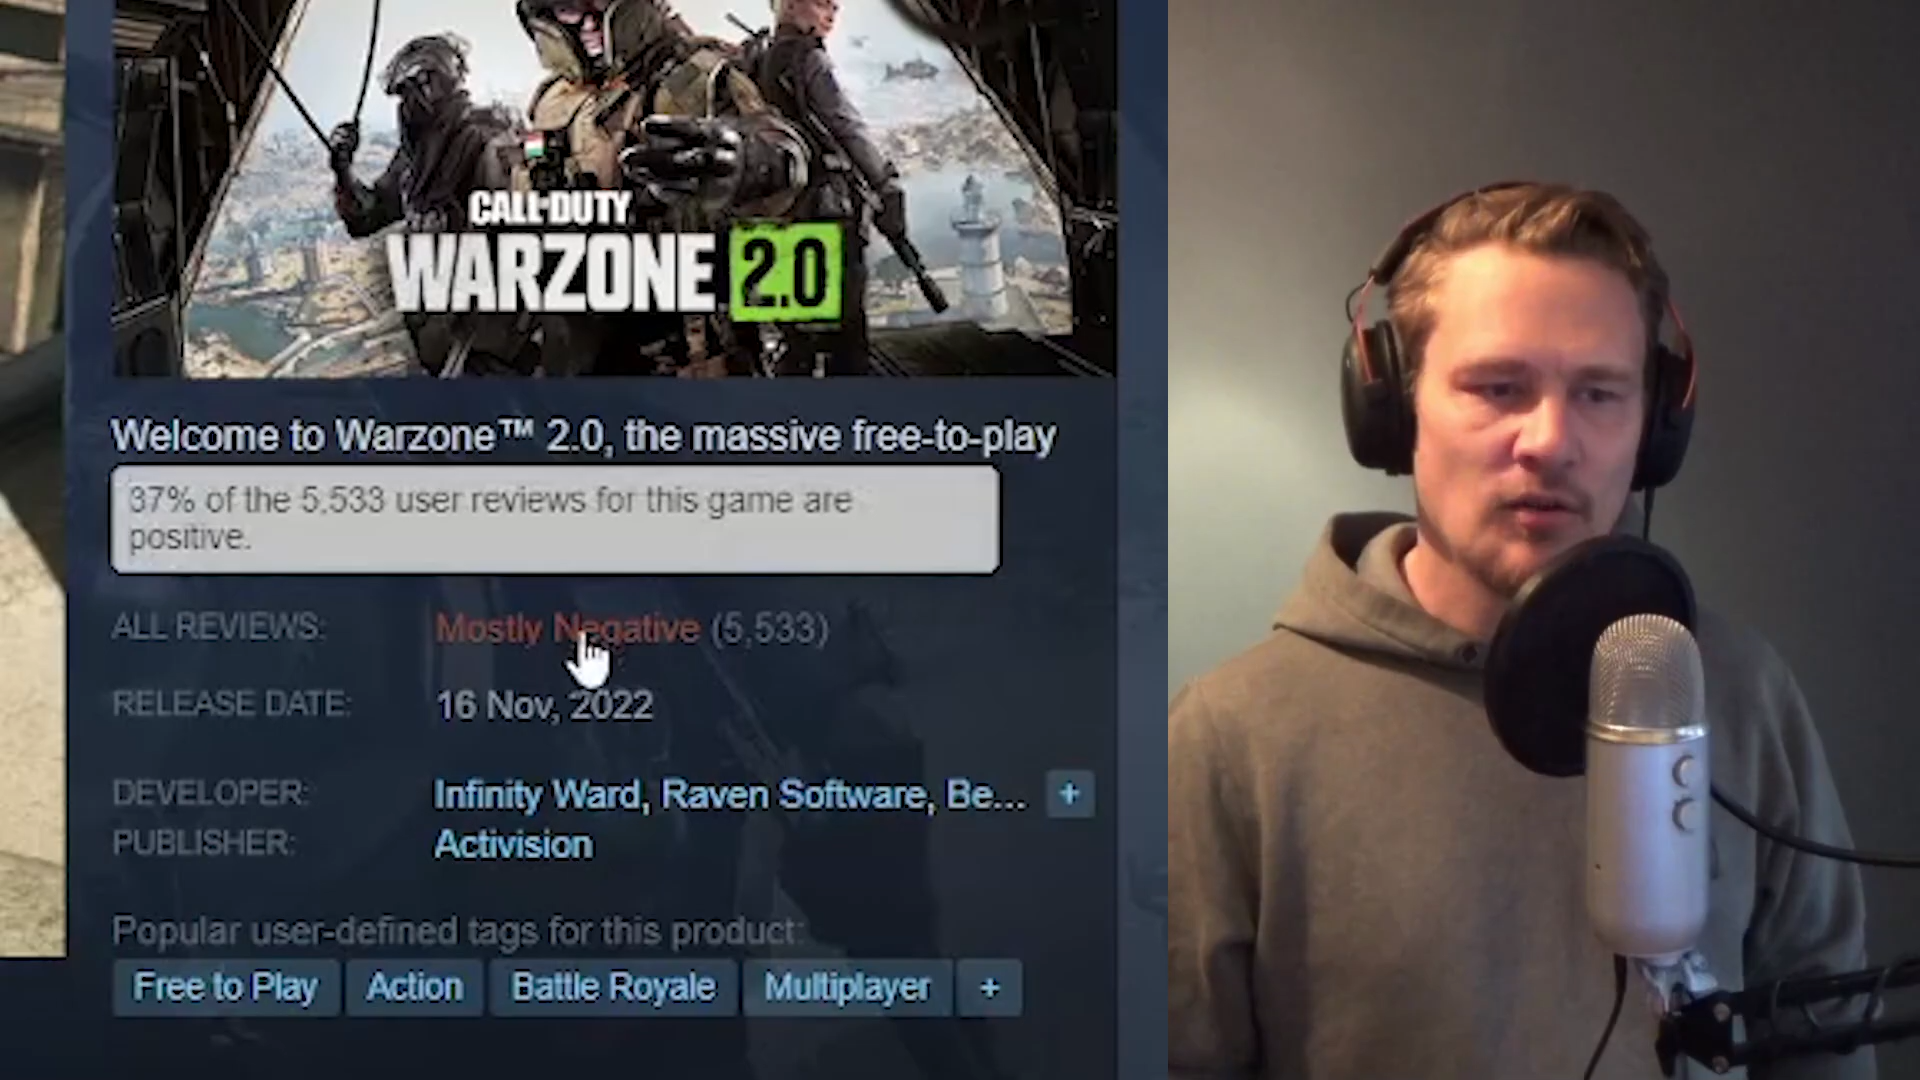 CALL OF DUTY
WARZONE 2.0
Welcome to Warzone™ 2.0, the massive free-to-play
37% of the 5,533 user reviews for this game are
positive.
ALL REVIEWS: Mostly Negative (5,533)
RELEASE DATE: 16 Nov, 2022
DEVELOPER: Infinity Ward, Raven Software, Be... +
PUBLISHER: Activision
Popular user-defined tags for this product:
Free to Play Action Battle Royale Multiplayer +